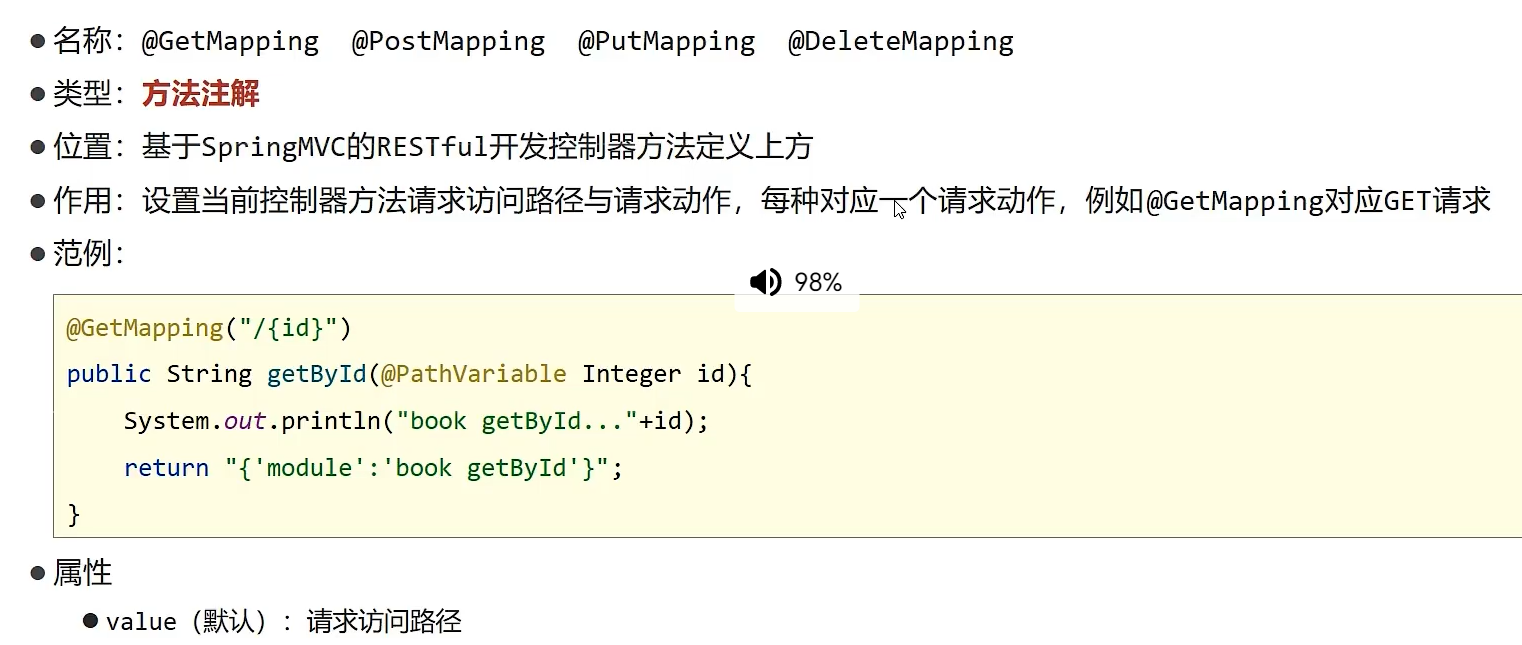 ● 名称：@GetMapping  @PostMapping  @PutMapping  @DeleteMapping
● 类型：方法注解
● 位置：基于SpringMVC的RESTful开发控制器方法定义上方
● 作用：设置当前控制器方法请求访问路径与请求动作，每种对应一个请求动作，例如@GetMapping对应GET请求
● 范例：
98%
@GetMapping("/{id}")
public String getById(@PathVariable Integer id){
    System.out.println("book getById..."+id);
    return "{'module':'book getById'}";
}
● 属性
● value（默认）：请求访问路径